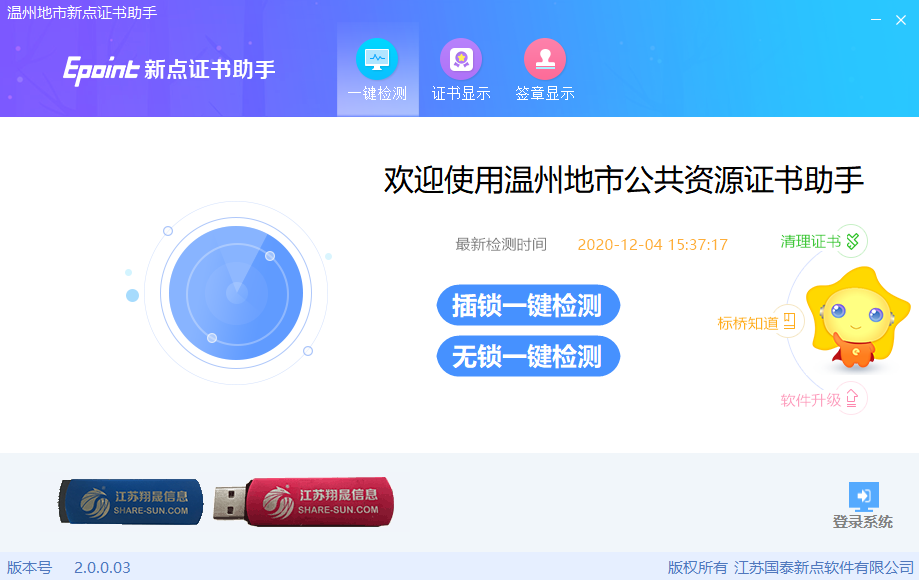 温州地市新点证书助手
Epoint 新点证书助手
一键检测
证书显示
签章显示
欢迎使用温州地市公共资源证书助手
最新检测时间 2020-12-04 15:37:17
清理证书
插锁一键检测
标桥知道
无锁一键检测
软件升级
江苏翔晟信息
SHARE-SUN.COM
江苏翔晟信息
SHARE-SUN.COM
登录系统
版本号 2.0.0.03
版权所有 江苏国泰新点软件有限公司